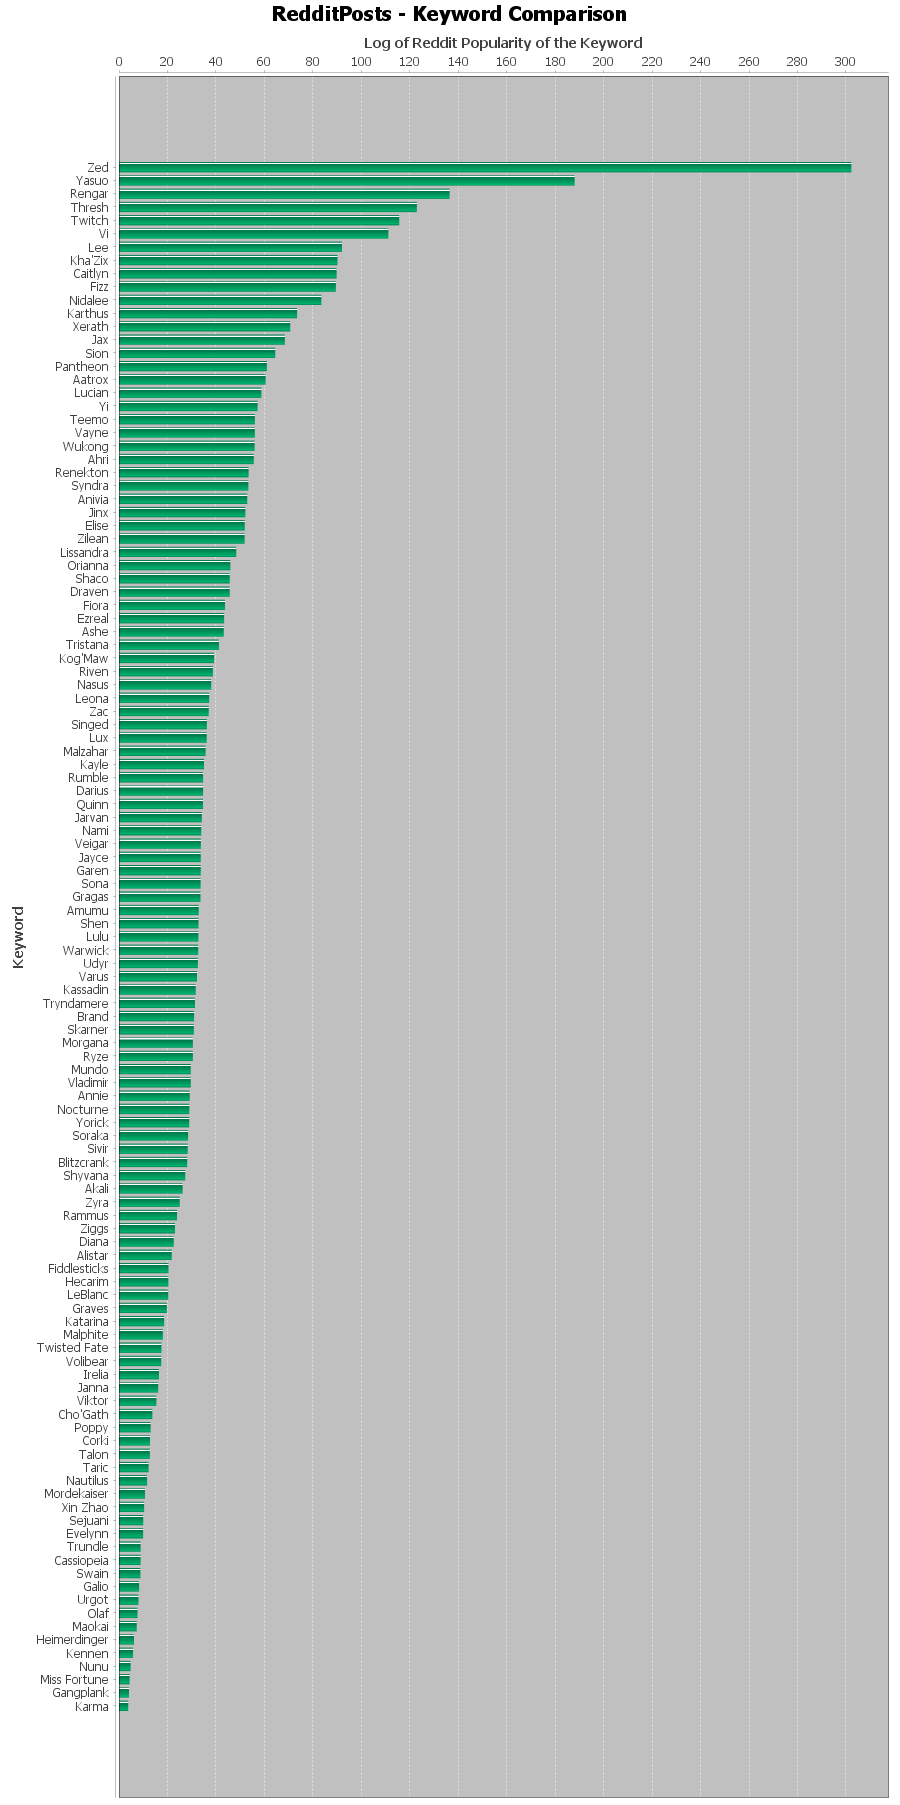 RedditPosts - Keyword Comparison
Log of Reddit Popularity of the Keyword
0 20 40 60 80 100 120 140 160 180 200 220 240 260 280 300
Keyword
Zed
Yasuo
Rengar
Thresh
Twitch
Vi
Lee
Kha'Zix
Caitlyn
Fizz
Nidalee
Karthus
Xerath
Jax
Sion
Pantheon
Aatrox
Lucian
Yi
Teemo
Vayne
Wukong
Ahri
Renekton
Syndra
Anivia
Jinx
Elise
Zilean
Lissandra
Orianna
Shaco
Draven
Fiora
Ezreal
Ashe
Tristana
Kog'Maw
Riven
Nasus
Leona
Zac
Singed
Lux
Malzahar
Kayle
Rumble
Darius
Quinn
Jarvan
Nami
Veigar
Jayce
Garen
Sona
Gragas
Amumu
Shen
Lulu
Warwick
Udyr
Varus
Kassadin
Tryndamere
Brand
Skarner
Morgana
Ryze
Mundo
Vladimir
Annie
Nocturne
Yorick
Soraka
Sivir
Blitzcrank
Shyvana
Akali
Zyra
Rammus
Ziggs
Diana
Alistar
Fiddlesticks
Hecarim
LeBlanc
Graves
Katarina
Malphite
Twisted Fate
Volibear
Irelia
Janna
Viktor
Cho'Gath
Poppy
Corki
Talon
Taric
Nautilus
Mordekaiser
Xin Zhao
Sejuani
Evelynn
Trundle
Cassiopeia
Swain
Galio
Urgot
Olaf
Maokai
Heimerdinger
Kennen
Nunu
Miss Fortune
Gangplank
Karma